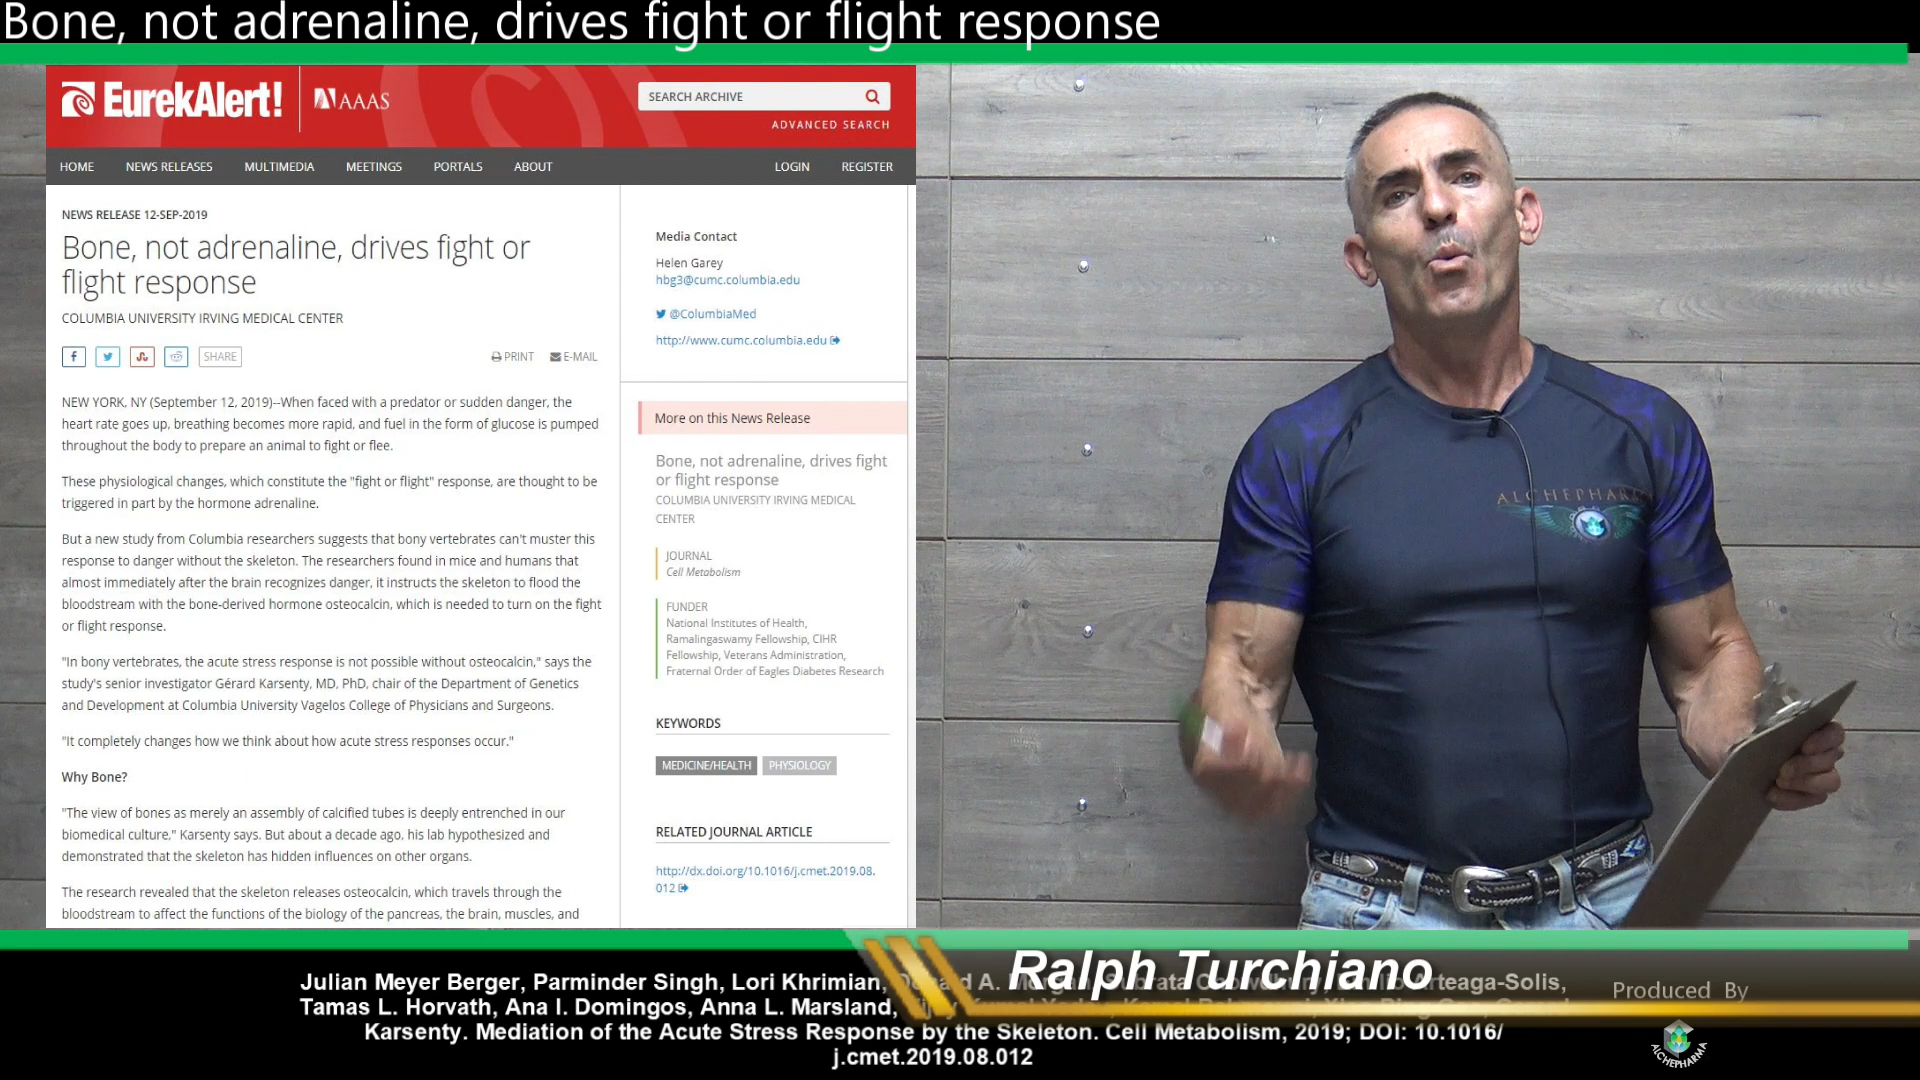 Bone, not adrenaline, drives fight or flight response
EurekAlert! AAAS
SEARCH ARCHIVE
ADVANCED SEARCH
HOME NEWS RELEASES MULTIMEDIA MEETINGS PORTALS ABOUT LOGIN REGISTER
NEWS RELEASE 12-SEP-2019
Bone, not adrenaline, drives fight or
flight response
COLUMBIA UNIVERSITY IRVING MEDICAL CENTER
SHARE PRINT E-MAIL
NEW YORK, NY (September 12, 2019)--When faced with a predator or sudden danger, the
heart rate goes up, breathing becomes more rapid, and fuel in the form of glucose is pumped
throughout the body to prepare an animal to fight or flee.
These physiological changes, which constitute the "fight or flight" response, are thought to be
triggered in part by the hormone adrenaline.
But a new study from Columbia researchers suggests that bony vertebrates can't muster this
response to danger without the skeleton. The researchers found in mice and humans that
almost immediately after the brain recognizes danger, it instructs the skeleton to flood the
bloodstream with the bone-derived hormone osteocalcin, which is needed to turn on the fight
or flight response.
"In bony vertebrates, the acute stress response is not possible without osteocalcin," says the
study's senior investigator Gérard Karsenty, MD, PhD, chair of the Department of Genetics
and Development at Columbia University Vagelos College of Physicians and Surgeons.
"It completely changes how we think about how acute stress responses occur."
Why Bone?
"The view of bones as merely an assembly of calcified tubes is deeply entrenched in our
biomedical culture," Karsenty says. But about a decade ago, his lab hypothesized and
demonstrated that the skeleton has hidden influences on other organs.
The research revealed that the skeleton releases osteocalcin, which travels through the
bloodstream to affect the functions of the biology of the pancreas, the brain, muscles, and
Media Contact
Helen Garey
hbg3@cumc.columbia.edu
@ColumbiaMed
http://www.cumc.columbia.edu
More on this News Release
Bone, not adrenaline, drives fight
or flight response
COLUMBIA UNIVERSITY IRVING MEDICAL
CENTER
JOURNAL
Cell Metabolism
FUNDER
National Institutes of Health,
Ramalingaswamy Fellowship, CIHR
Fellowship, Veterans Administration,
Fraternal Order of Eagles Diabetes Research
KEYWORDS
MEDICINE/HEALTH PHYSIOLOGY
RELATED JOURNAL ARTICLE
http://dx.doi.org/10.1016/j.cmet.2019.08.
012
ALCHEPHARMA
Ralph Turchiano
Julian Meyer Berger, Parminder Singh, Lori Khrimian, A. Arteaga-Solis,
Tamas L. Horvath, Ana I. Domingos, Anna L. Marsland,
Karsenty. Mediation of the Acute Stress Response by the Skeleton. Cell Metabolism, 2019; DOI: 10.1016/
j.cmet.2019.08.012
Produced By
ALCHEPHARMA